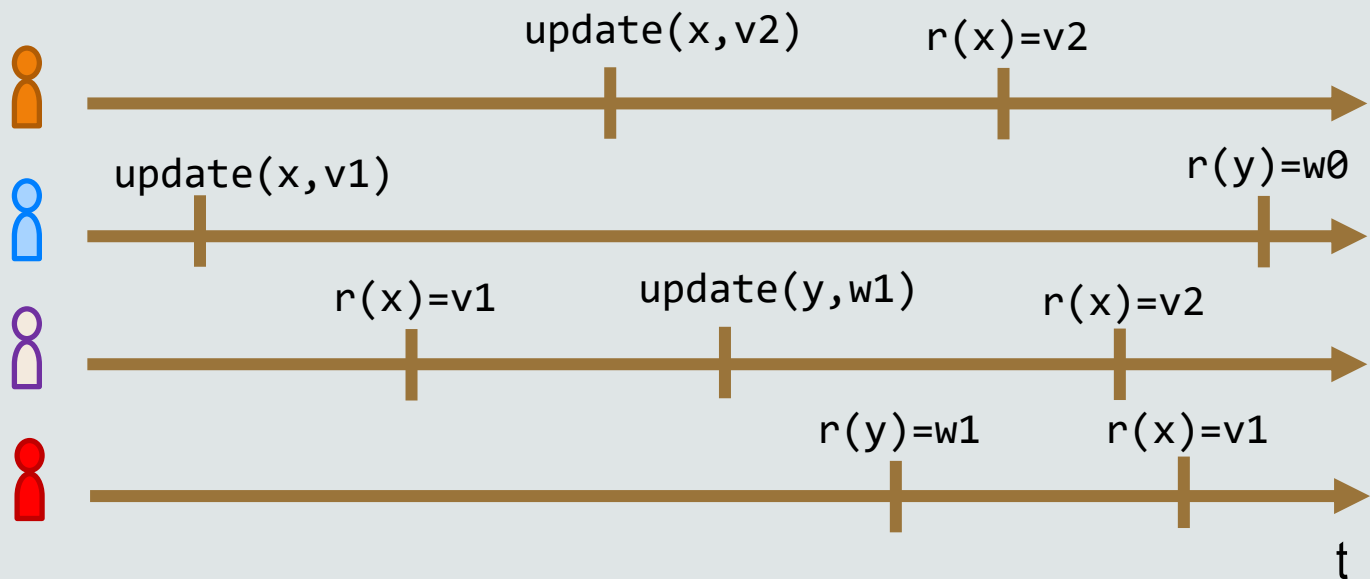 update(x,v2)
r(x)=v2
update(x,v1)
r(y)=w0
r(x)=v1
update(y,w1)
r(x)=v2
r(y)=w1
r(x)=v1
t